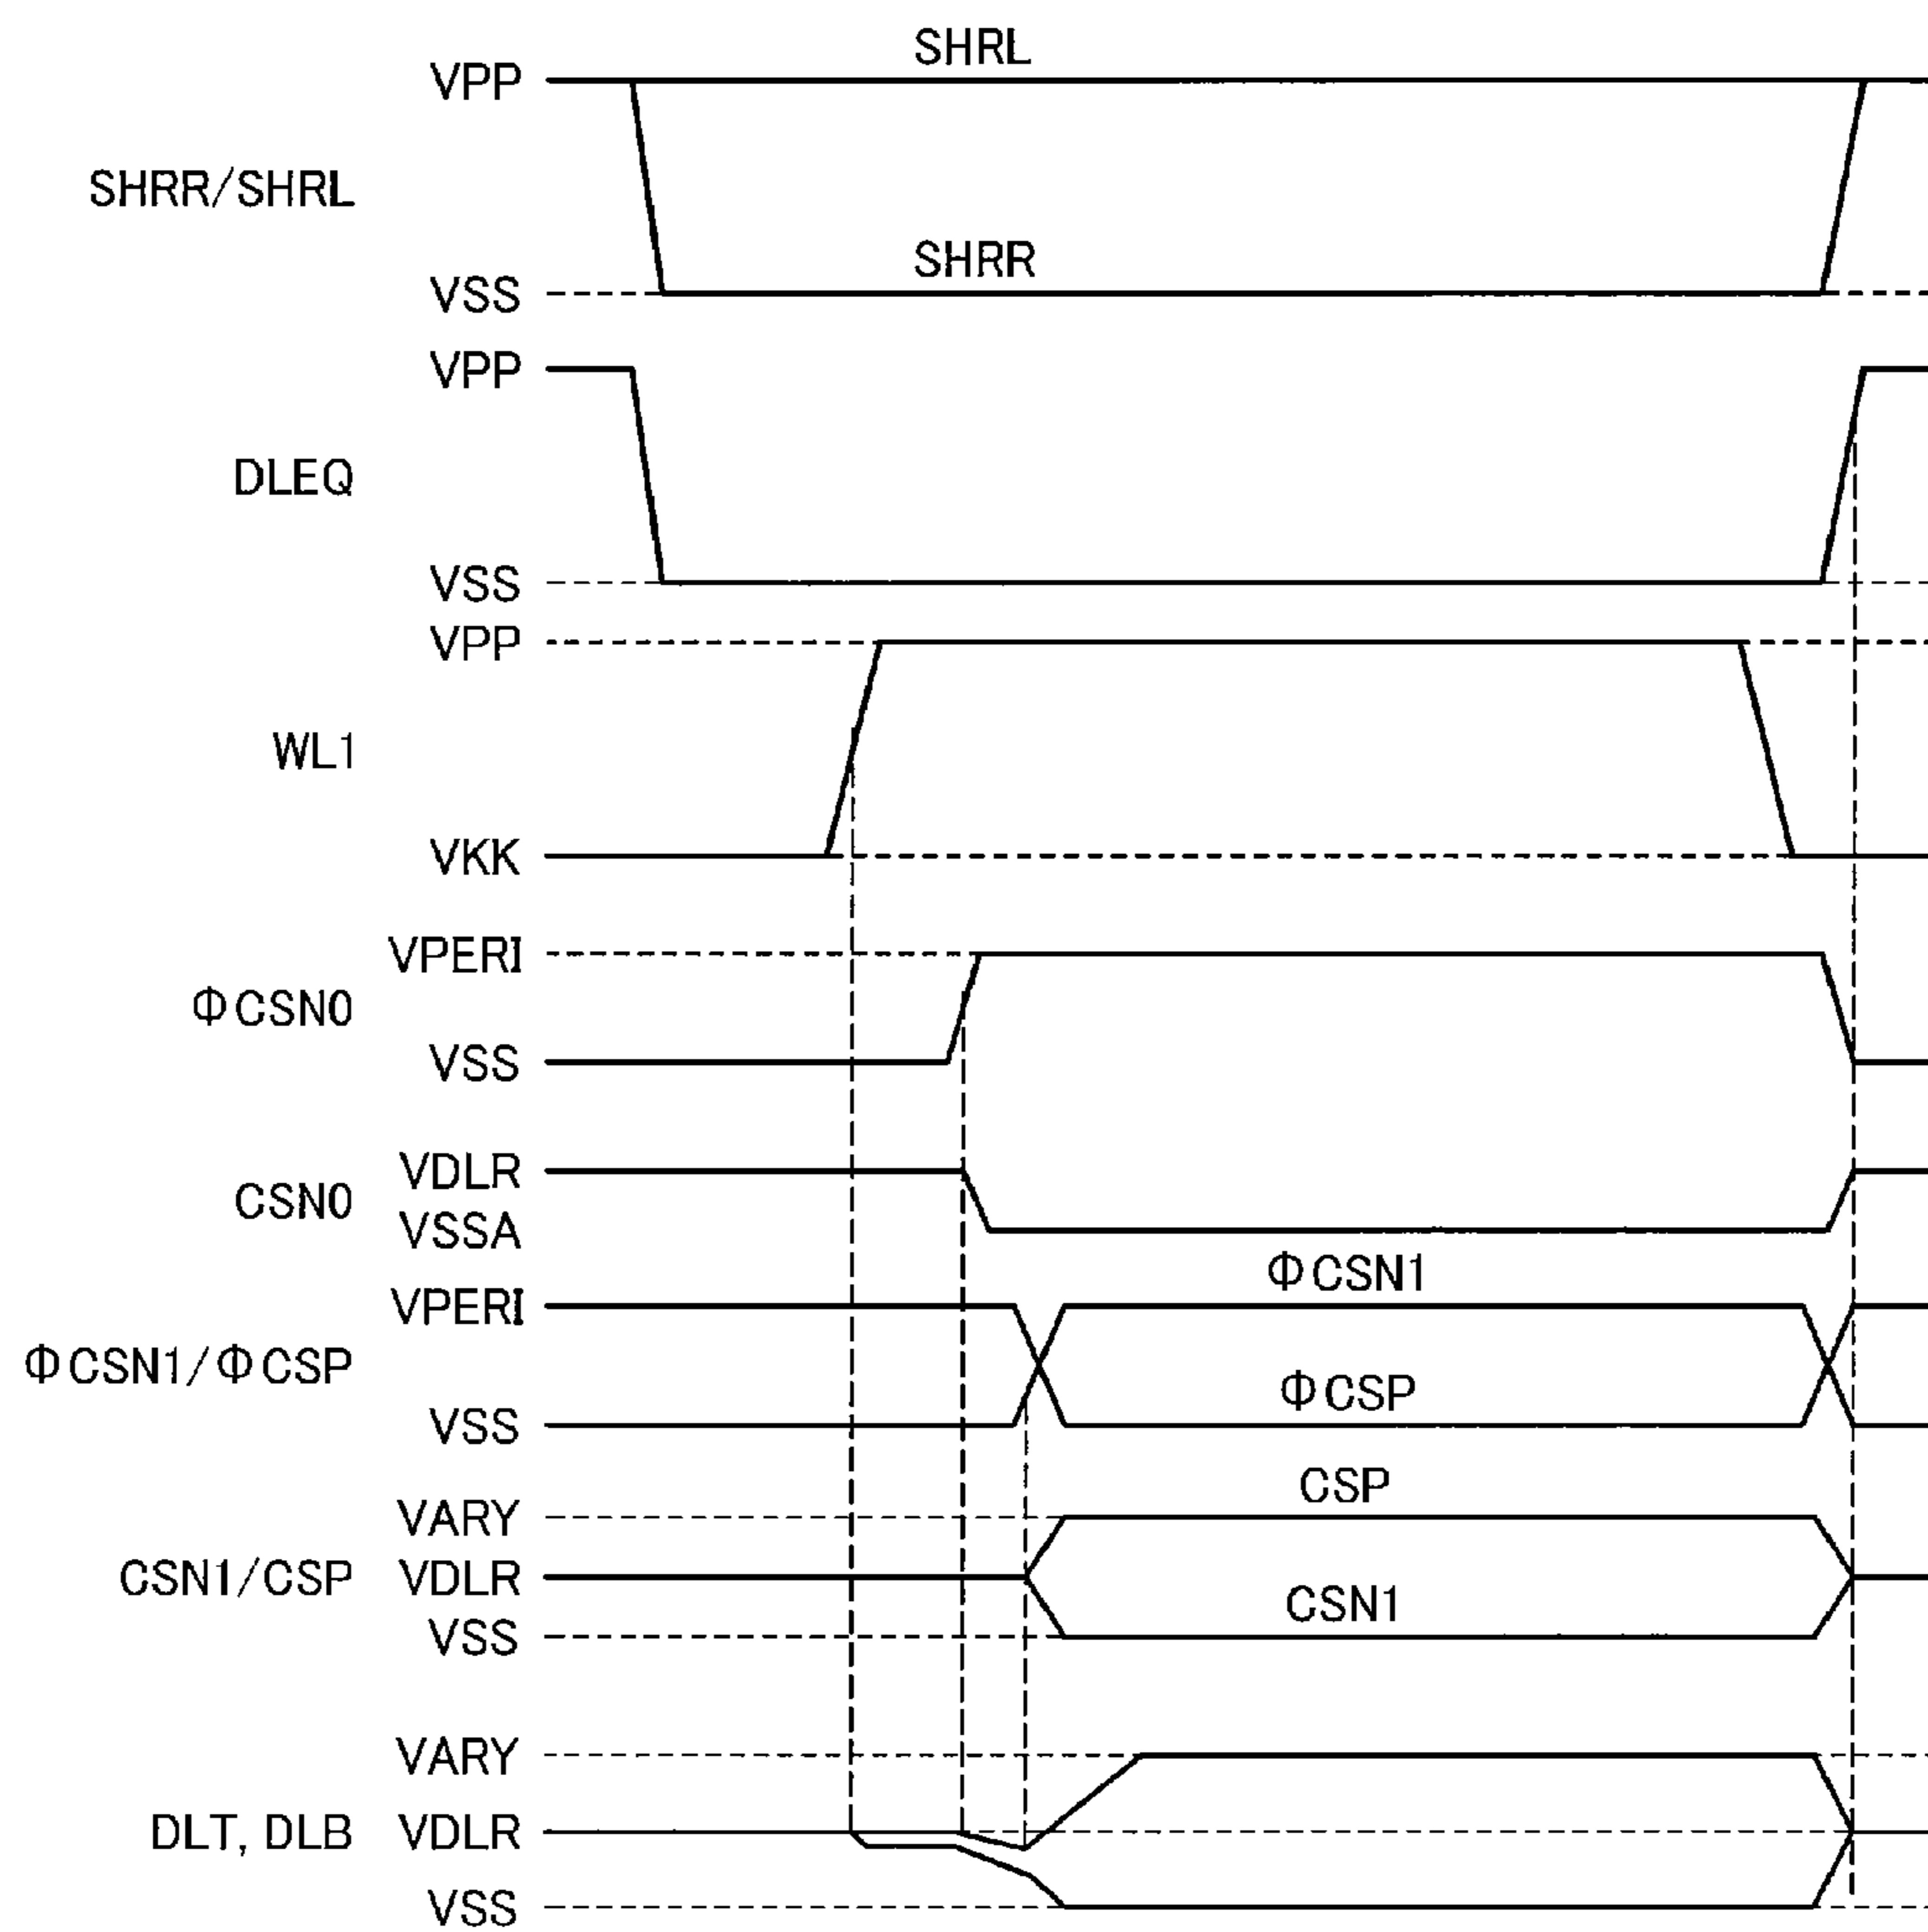 SHRL
VPP
SHRR/SHRL
SHRR
VSS
VPP
DLEQ
VSS
VPP
WL1
VKK
VPERI
ΦCSN0
VSS
VDLR
CSN0
VSSA
ΦCSN1
VPERI
ΦCSN1/ΦCSP
ΦCSP
VSS
CSP
VARY
CSN1/CSP VDLR
CSN1
VSS
VARY
DLT, DLB VDLR
VSS